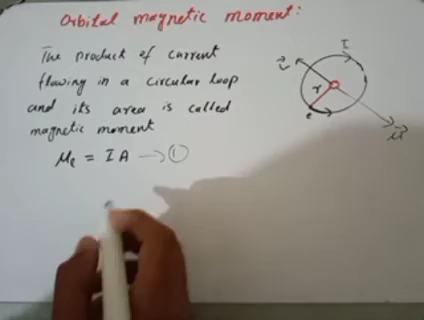 Orbital magnetic moment:
The product of current
flowing in a circular loop
and its area is called
magnetic moment
μ_l = I A → ①
I
L⃗
r
e
μ⃗